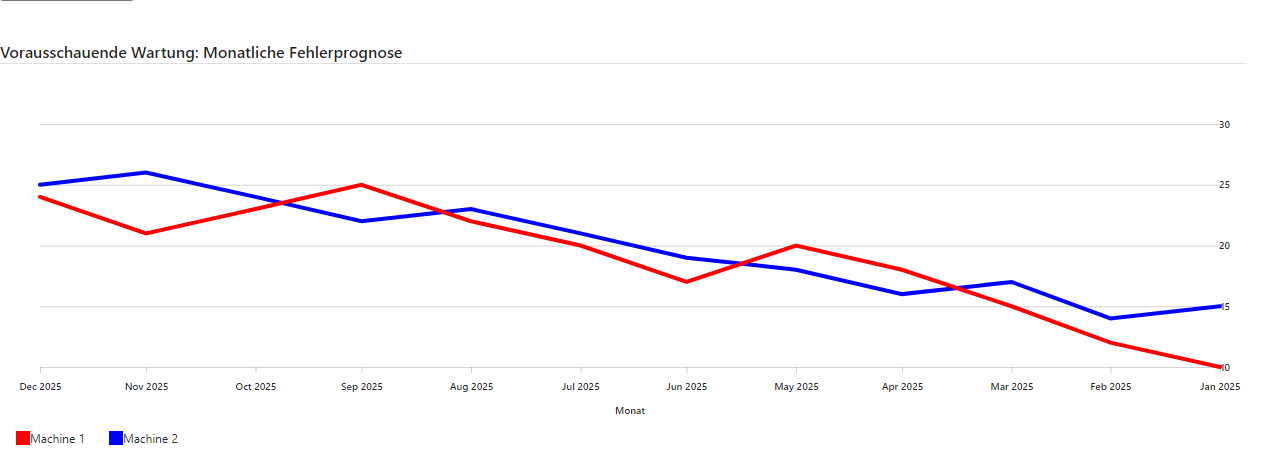 Vorausschauende Wartung: Monatliche Fehlerprognose
30
25
20
15
10
Dec 2025 Nov 2025 Oct 2025 Sep 2025 Aug 2025 Jul 2025 Jun 2025 May 2025 Apr 2025 Mar 2025 Feb 2025 Jan 2025
Monat
Machine 1 Machine 2